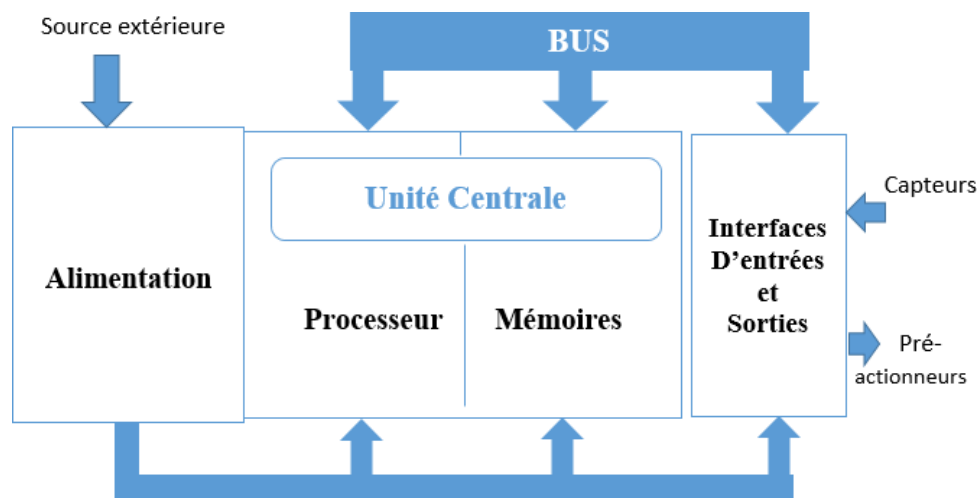 Source extérieure
BUS
Unité Centrale
Alimentation
Processeur
Mémoires
Interfaces
D'entrées
et
Sorties
Capteurs
Pré-
actionneurs